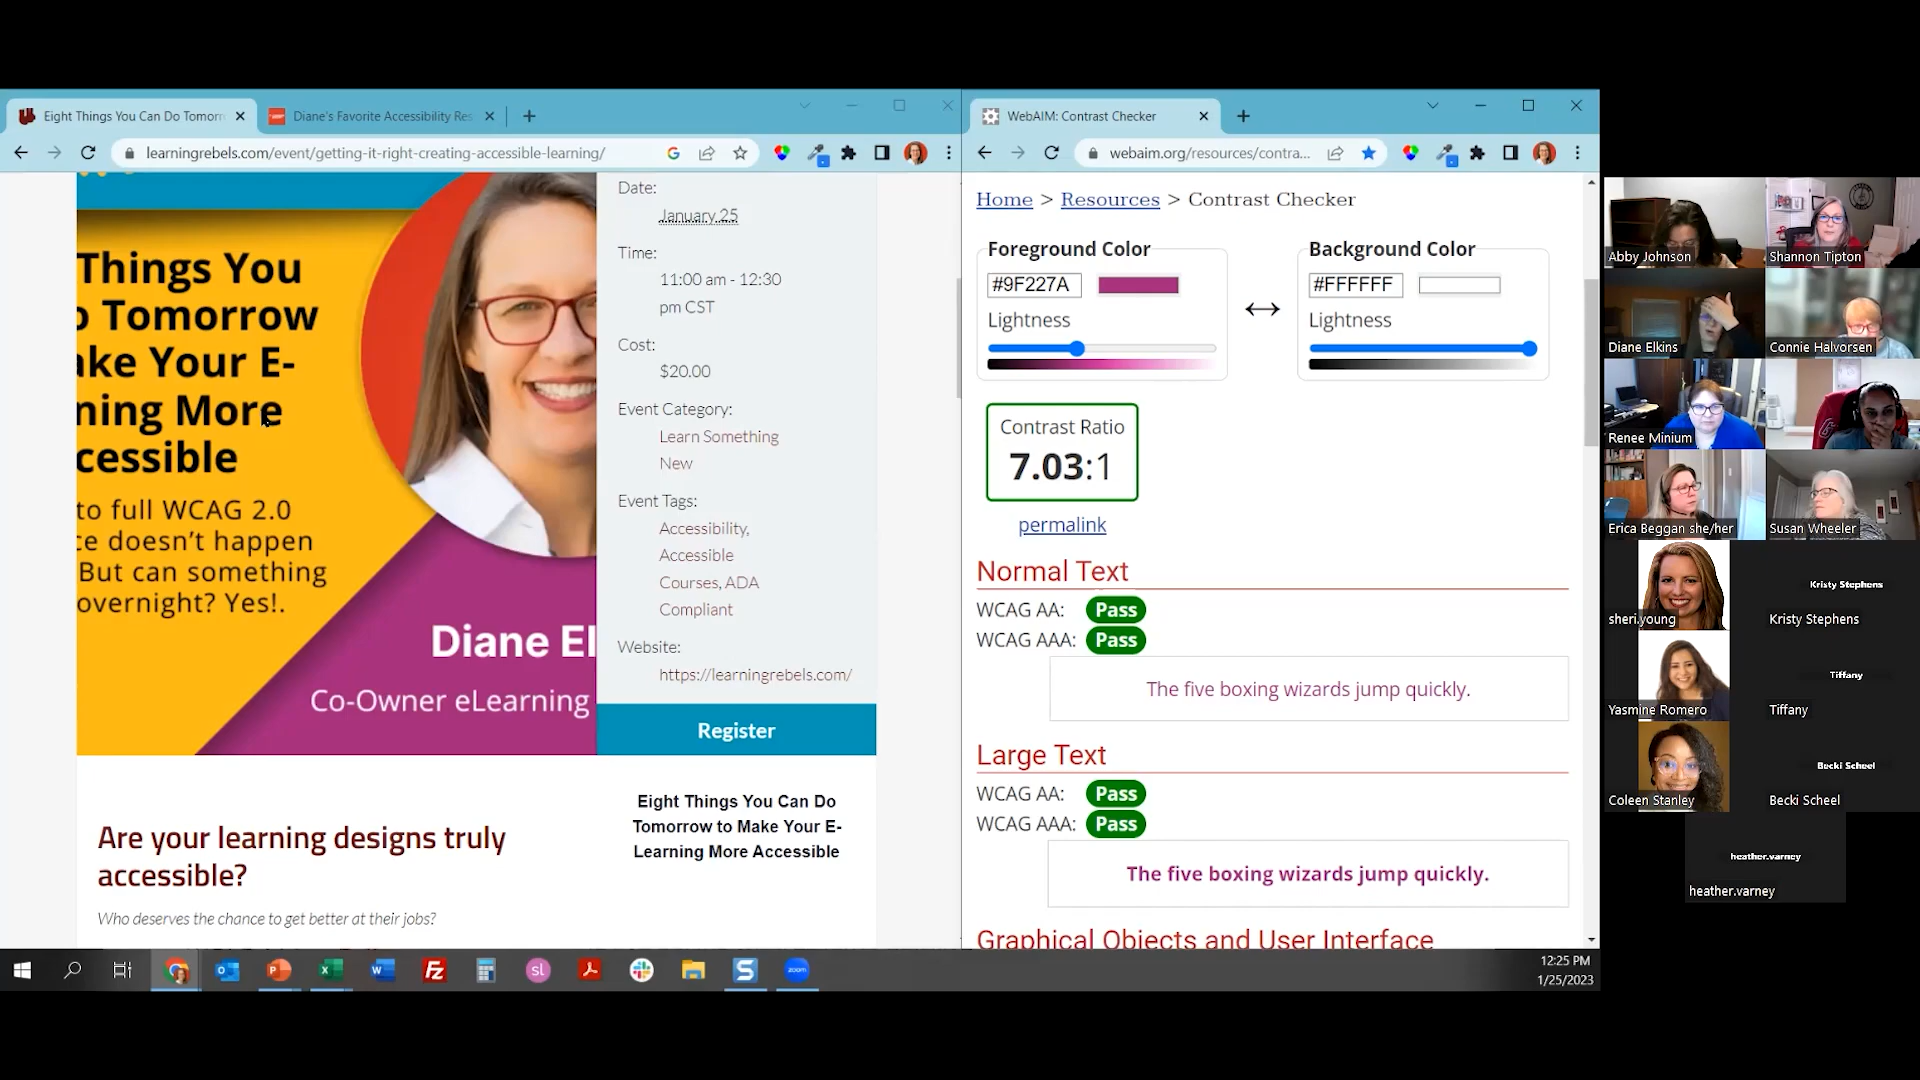 Eight Things You Can Do Tomorr
Diane's Favorite Accessibility Res
learningrebels.com/event/getting-it-right-creating-accessible-learning/
Things You
o Tomorrow
ake Your E-
ning More
cessible
to full WCAG 2.0
ce doesn't happen
But can something
overnight? Yes!.
Diane El
Co-Owner eLearning
Date:
January 25
Time:
11:00 am - 12:30
pm CST
Cost:
$20.00
Event Category:
Learn Something
New
Event Tags:
Accessibility,
Accessible
Courses, ADA
Compliant
Website:
https://learningrebels.com/
Register
Are your learning designs truly
accessible?
Who deserves the chance to get better at their jobs?
Eight Things You Can Do
Tomorrow to Make Your E-
Learning More Accessible
WebAIM: Contrast Checker
webaim.org/resources/contra...
Home > Resources > Contrast Checker
Foreground Color
#9F227A
Lightness
Background Color
#FFFFFF
Lightness
Contrast Ratio
7.03:1
permalink
Normal Text
WCAG AA: Pass
WCAG AAA: Pass
The five boxing wizards jump quickly.
Large Text
WCAG AA: Pass
WCAG AAA: Pass
The five boxing wizards jump quickly.
Graphical Objects and User Interface
sl
zoom
12:25 PM
1/25/2023
Abby Johnson
Shannon Tipton
Diane Elkins
Connie Halvorsen
Renee Minium
Erica Beggan she/her
Susan Wheeler
sheri.young
Kristy Stephens
Kristy Stephens
Yasmine Romero
Tiffany
Tiffany
Coleen Stanley
Becki Scheel
Becki Scheel
heather.varney
heather.varney